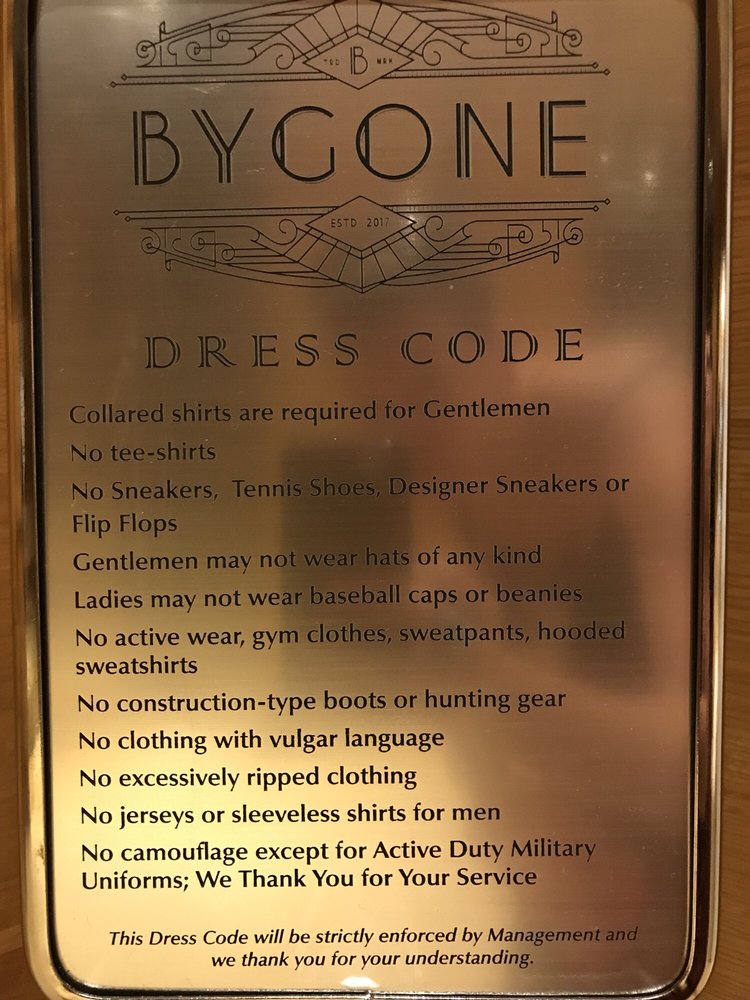 TRD B MRK
BYGONE
ESTD 2017
DRESS CODE
Collared shirts are required for Gentlemen
No tee-shirts
No Sneakers, Tennis Shoes, Designer Sneakers or
Flip Flops
Gentlemen may not wear hats of any kind
Ladies may not wear baseball caps or beanies
No active wear, gym clothes, sweatpants, hooded
sweatshirts
No construction-type boots or hunting gear
No clothing with vulgar language
No excessively ripped clothing
No jerseys or sleeveless shirts for men
No camouflage except for Active Duty Military
Uniforms; We Thank You for Your Service
This Dress Code will be strictly enforced by Management and
we thank you for your understanding.